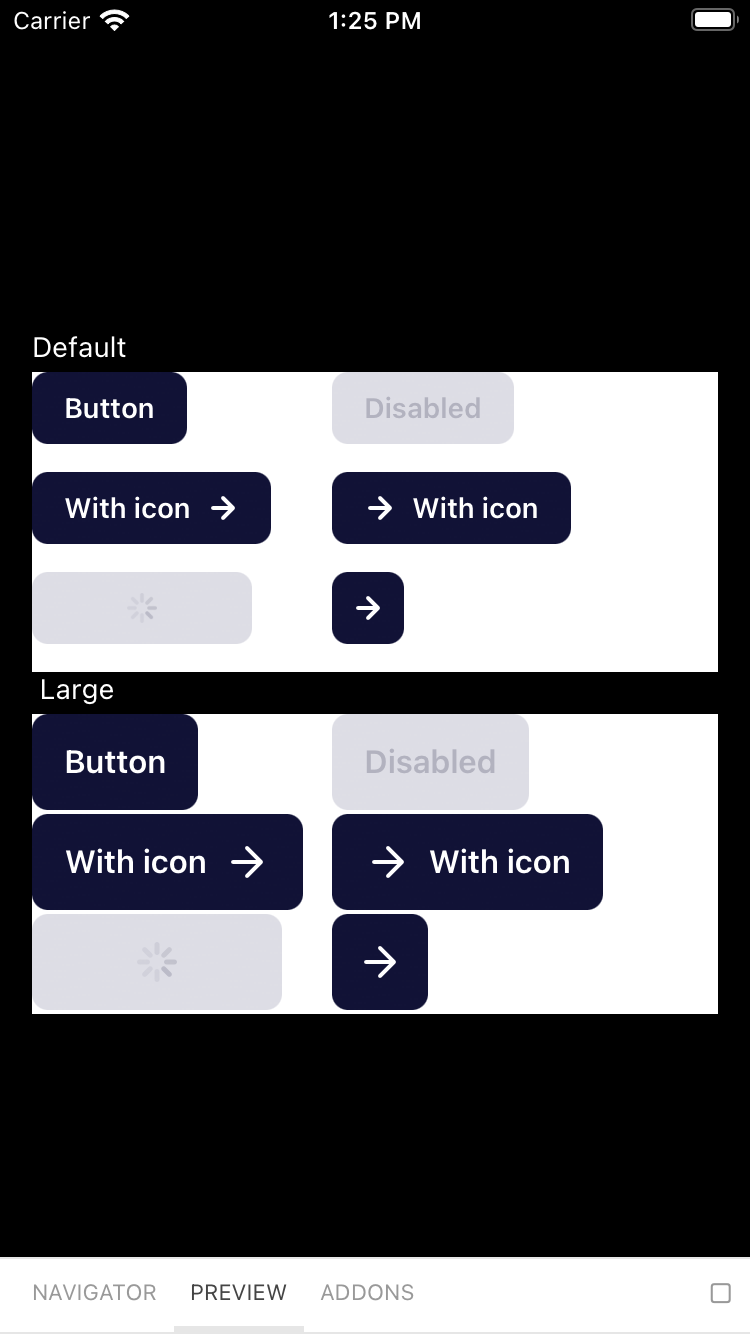 Carrier 1:25 PM
Default
Button Disabled
With icon With icon
Large
Button Disabled
With icon With icon
NAVIGATOR PREVIEW ADDONS